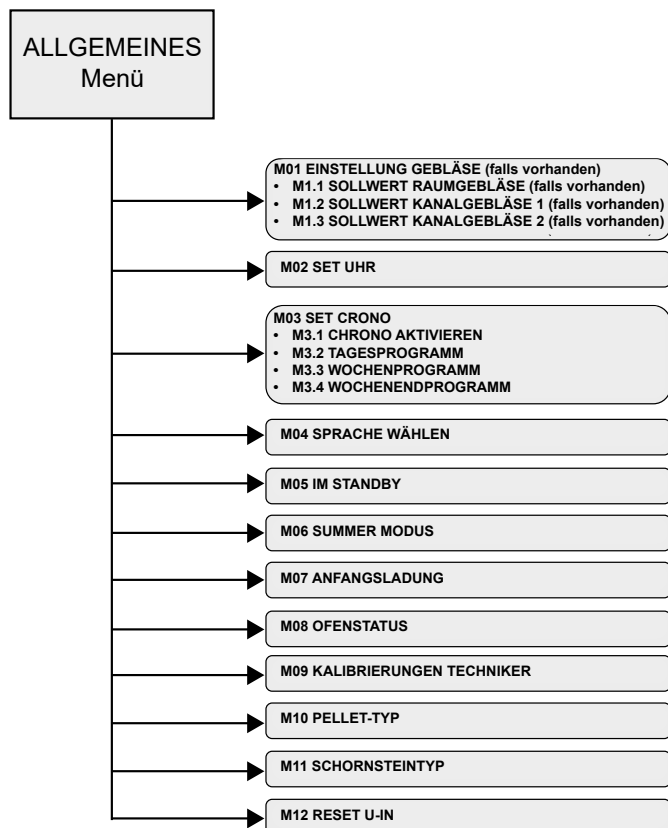 ALLGEMEINES
Menü
M01 EINSTELLUNG GEBLÄSE (falls vorhanden)
• M1.1 SOLLWERT RAUMGEBLÄSE (falls vorhanden)
• M1.2 SOLLWERT KANALGEBLÄSE 1 (falls vorhanden)
• M1.3 SOLLWERT KANALGEBLÄSE 2 (falls vorhanden)
M02 SET UHR
M03 SET CRONO
• M3.1 CHRONO AKTIVIEREN
• M3.2 TAGESPROGRAMM
• M3.3 WOCHENPROGRAMM
• M3.4 WOCHENENDPROGRAMM
M04 SPRACHE WÄHLEN
M05 IM STANDBY
M06 SUMMER MODUS
M07 ANFANGSLADUNG
M08 OFENSTATUS
M09 KALIBRIERUNGEN TECHNIKER
M10 PELLET-TYP
M11 SCHORNSTEINTYP
M12 RESET U-IN